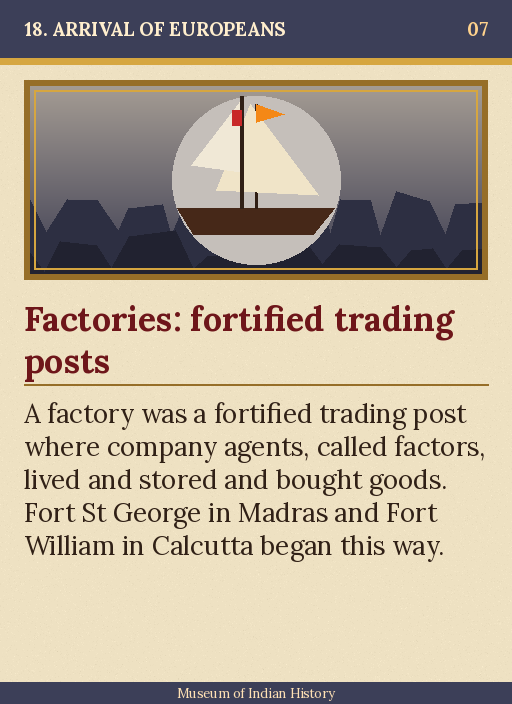 18. ARRIVAL OF EUROPEANS
07
Factories: fortified trading
posts
A factory was a fortified trading post
where company agents, called factors,
lived and stored and bought goods.
Fort St George in Madras and Fort
William in Calcutta began this way.
Museum of Indian History